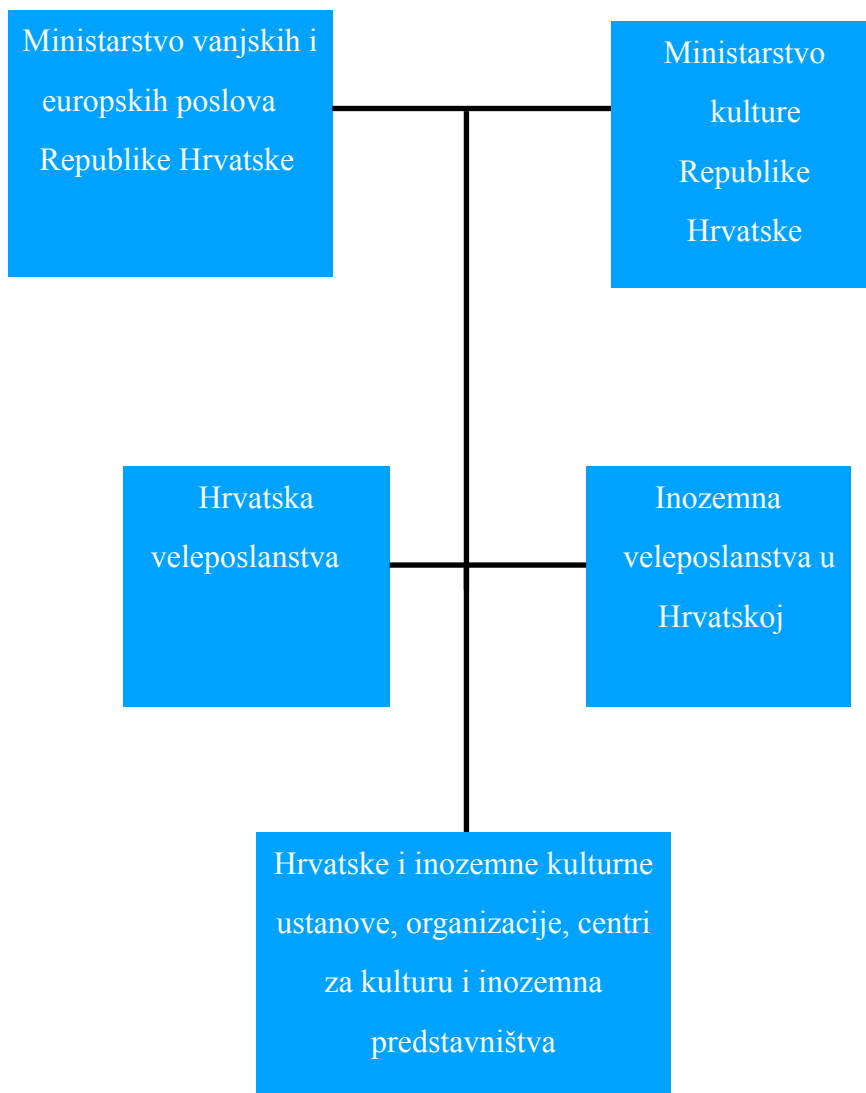 Ministarstvo vanjskih i
europskih poslova
Republike Hrvatske
Ministarstvo
kulture
Republike
Hrvatske
Hrvatska
veleposlanstva
Inozemna
veleposlanstva u
Hrvatskoj
Hrvatske i inozemne kulturne
ustanove, organizacije, centri
za kulturu i inozemna
predstavništva